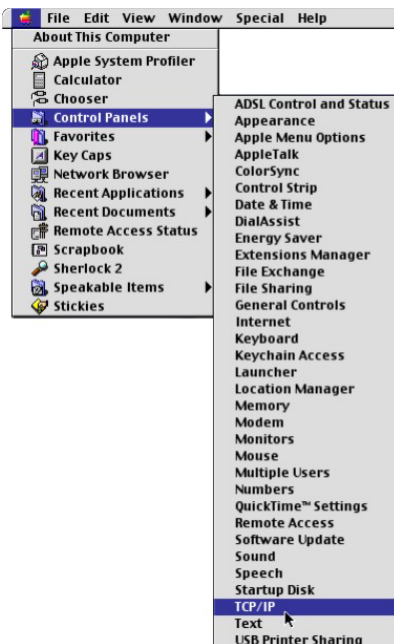 File Edit View Window Special Help
About This Computer
Apple System Profiler
Calculator
Chooser
Control Panels
Favorites
Key Caps
Network Browser
Recent Applications
Recent Documents
Remote Access Status
Scrapbook
Sherlock 2
Speakable Items
Stickies
ADSL Control and Status
Appearance
Apple Menu Options
AppleTalk
ColorSync
Control Strip
Date & Time
DialAssist
Energy Saver
Extensions Manager
File Exchange
File Sharing
General Controls
Internet
Keyboard
Keychain Access
Launcher
Location Manager
Memory
Modem
Monitors
Mouse
Multiple Users
Numbers
QuickTime™ Settings
Remote Access
Software Update
Sound
Speech
Startup Disk
TCP/IP
Text
USB Printer Sharing